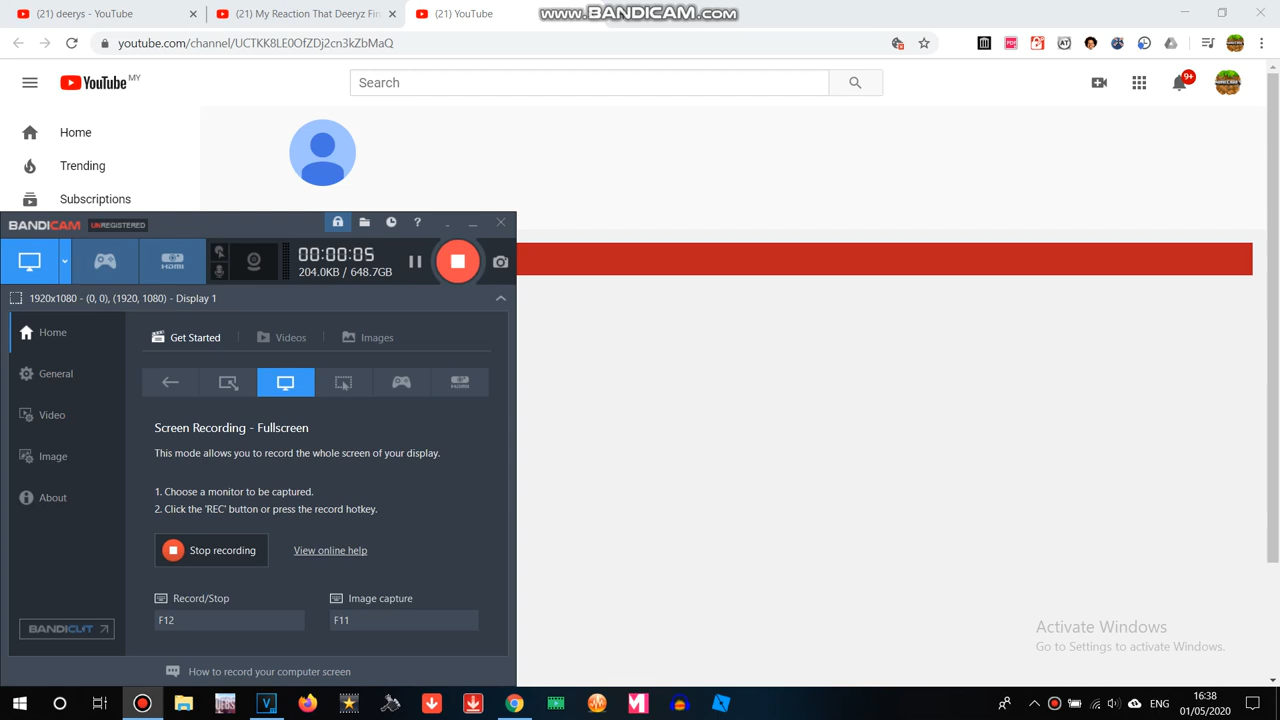 (21) deerys - YouTube
(21) My Reaction That Deeryz Fi
(21) YouTube
www.BANDICAM.com
youtube.com/channel/UCTKK8LE0OfZDj2cn3kZbMaQ
PDF
AT
YouTube MY
Search
9+
Home
Trending
Subscriptions
BANDICAM UNREGISTERED
?
HDMI
00:00:05
204.0KB / 648.7GB
1920x1080 - (0, 0), (1920, 1080) - Display 1
Home
General
Video
Image
About
Get Started
Videos
Images
Screen Recording - Fullscreen
This mode allows you to record the whole screen of your display.
1. Choose a monitor to be captured.
2. Click the 'REC' button or press the record hotkey.
Stop recording
View online help
Record/Stop
Image capture
F12
F11
BANDICUT
How to record your computer screen
Activate Windows
Go to Settings to activate Windows.
ENG
16:38
01/05/2020